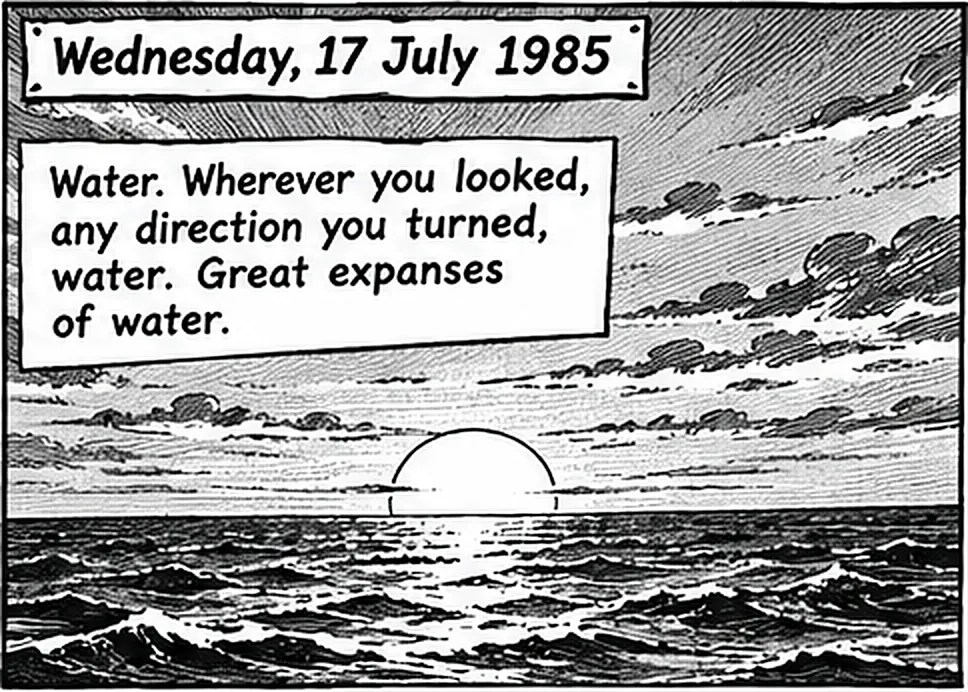 Wednesday, 17 July 1985
Water. Wherever you looked,
any direction you turned,
water. Great expanses
of water.